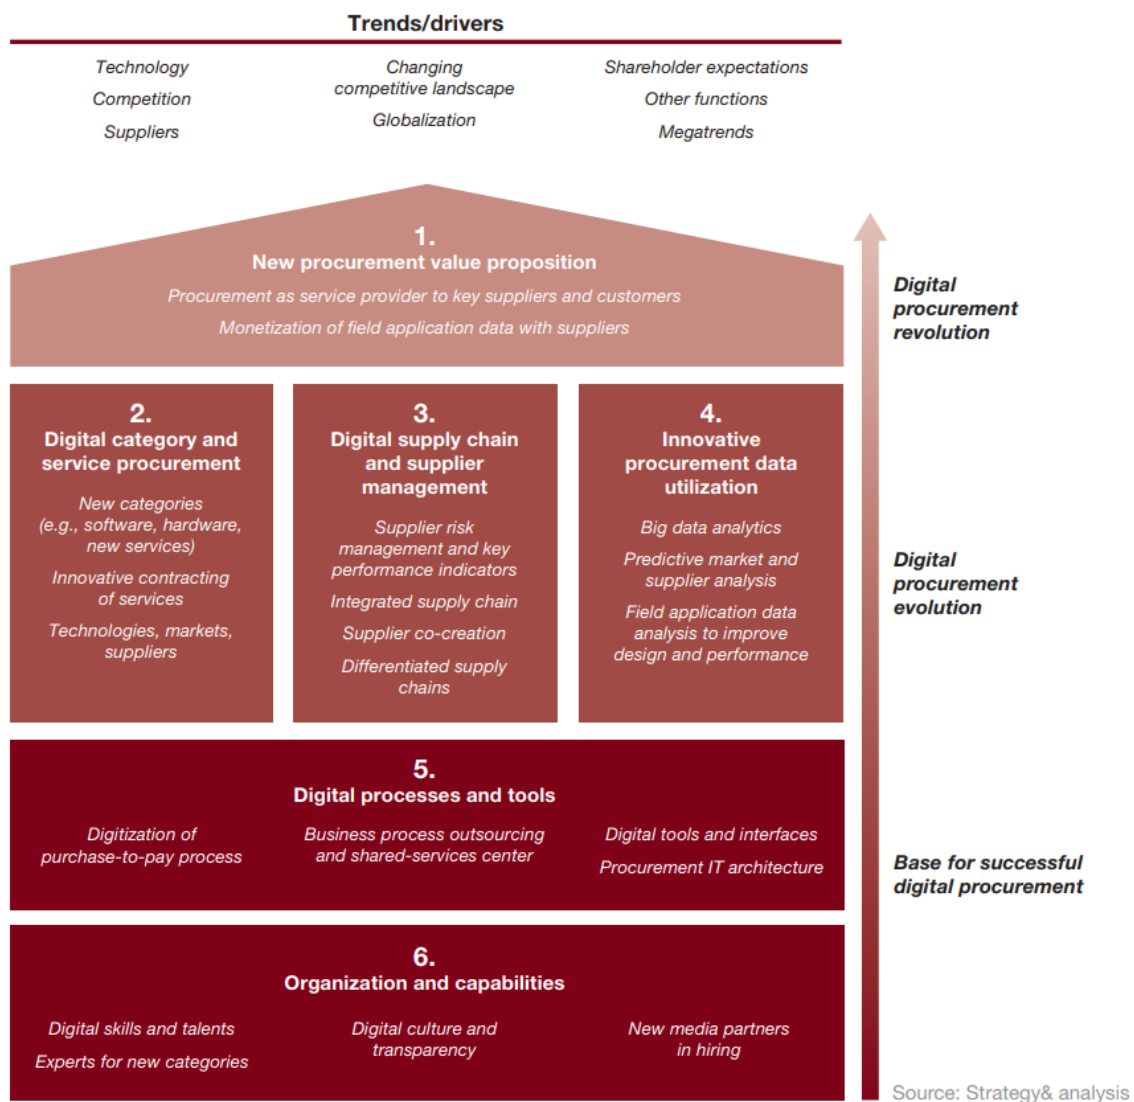 Trends/drivers
Technology
Competition
Suppliers
Changing
competitive landscape
Globalization
Shareholder expectations
Other functions
Megatrends
1.
New procurement value proposition
Procurement as service provider to key suppliers and customers
Monetization of field application data with suppliers
Digital
procurement
revolution
2.
Digital category and
service procurement
New categories
(e.g., software, hardware,
new services)
Innovative contracting
of services
Technologies, markets,
suppliers
3.
Digital supply chain
and supplier
management
Supplier risk
management and key
performance indicators
Integrated supply chain
Supplier co-creation
Differentiated supply
chains
4.
Innovative
procurement data
utilization
Big data analytics
Predictive market and
supplier analysis
Field application data
analysis to improve
design and performance
Digital
procurement
evolution
5.
Digital processes and tools
Digitization of
purchase-to-pay process
Business process outsourcing
and shared-services center
Digital tools and interfaces
Procurement IT architecture
Base for successful
digital procurement
6.
Organization and capabilities
Digital skills and talents
Experts for new categories
Digital culture and
transparency
New media partners
in hiring
Source: Strategy& analysis